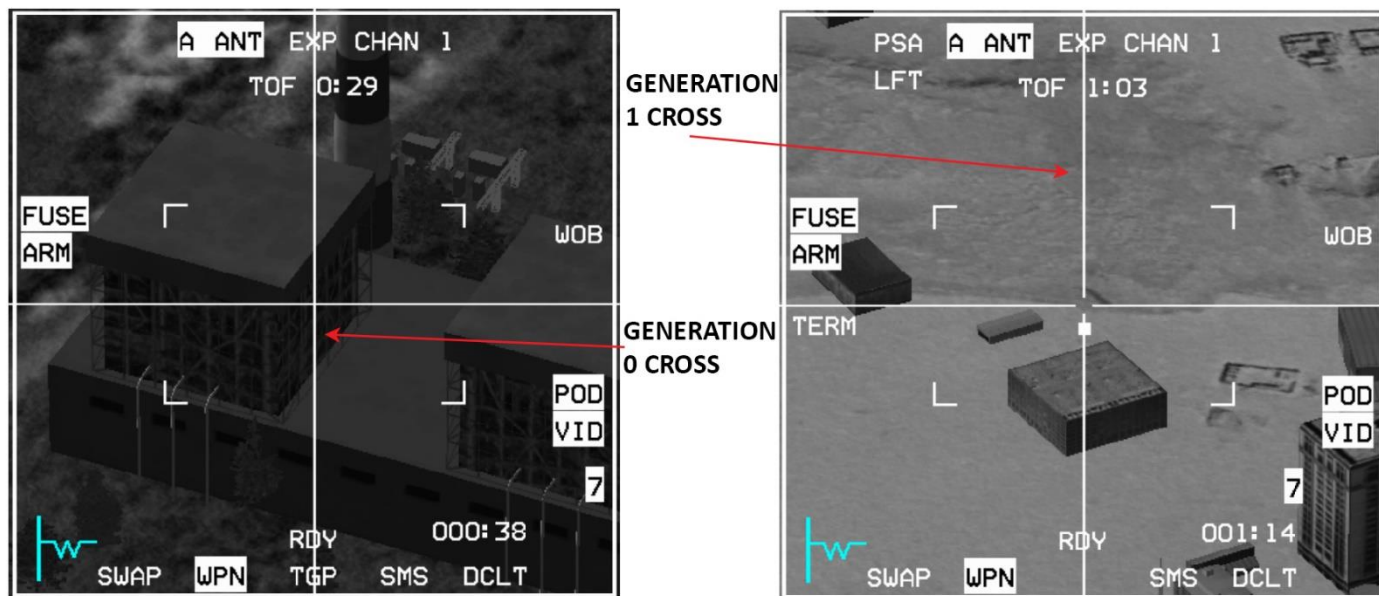 A ANT EXP CHAN 1
TOF 0:29
FUSE
ARM
WOB
POD
VID
7
000:38
RDY
SWAP WPN TGP SMS DCLT
GENERATION
1 CROSS
GENERATION
0 CROSS
PSA A ANT EXP CHAN 1
LFT
TOF 1:03
FUSE
ARM
WOB
TERM
POD
VID
7
001:14
RDY
SWAP WPN SMS DCLT